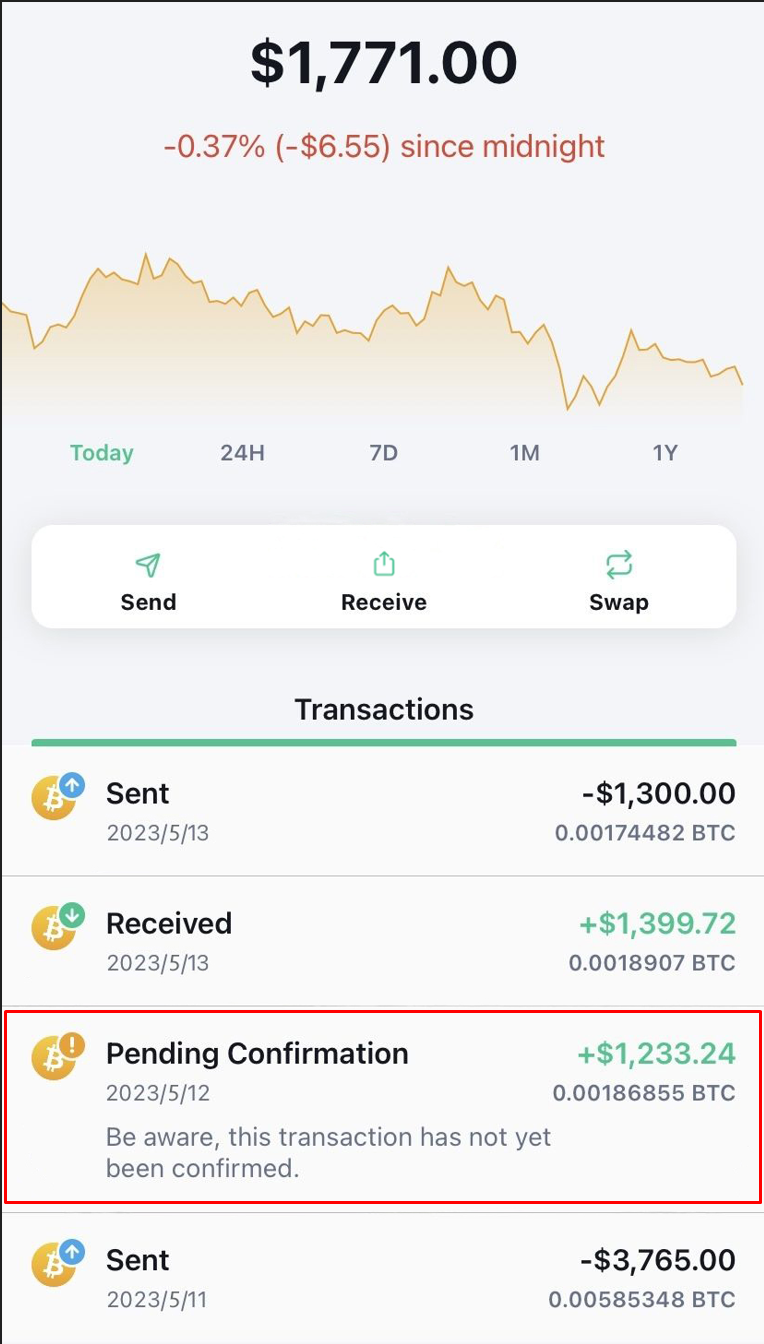 $1,771.00
-0.37% (-$6.55) since midnight
Today 24H 7D 1M 1Y
Send Receive Swap
Transactions
Sent -$1,300.00
2023/5/13 0.00174482 BTC
Received +$1,399.72
2023/5/13 0.0018907 BTC
Pending Confirmation +$1,233.24
2023/5/12 0.00186855 BTC
Be aware, this transaction has not yet
been confirmed.
Sent -$3,765.00
2023/5/11 0.00585348 BTC